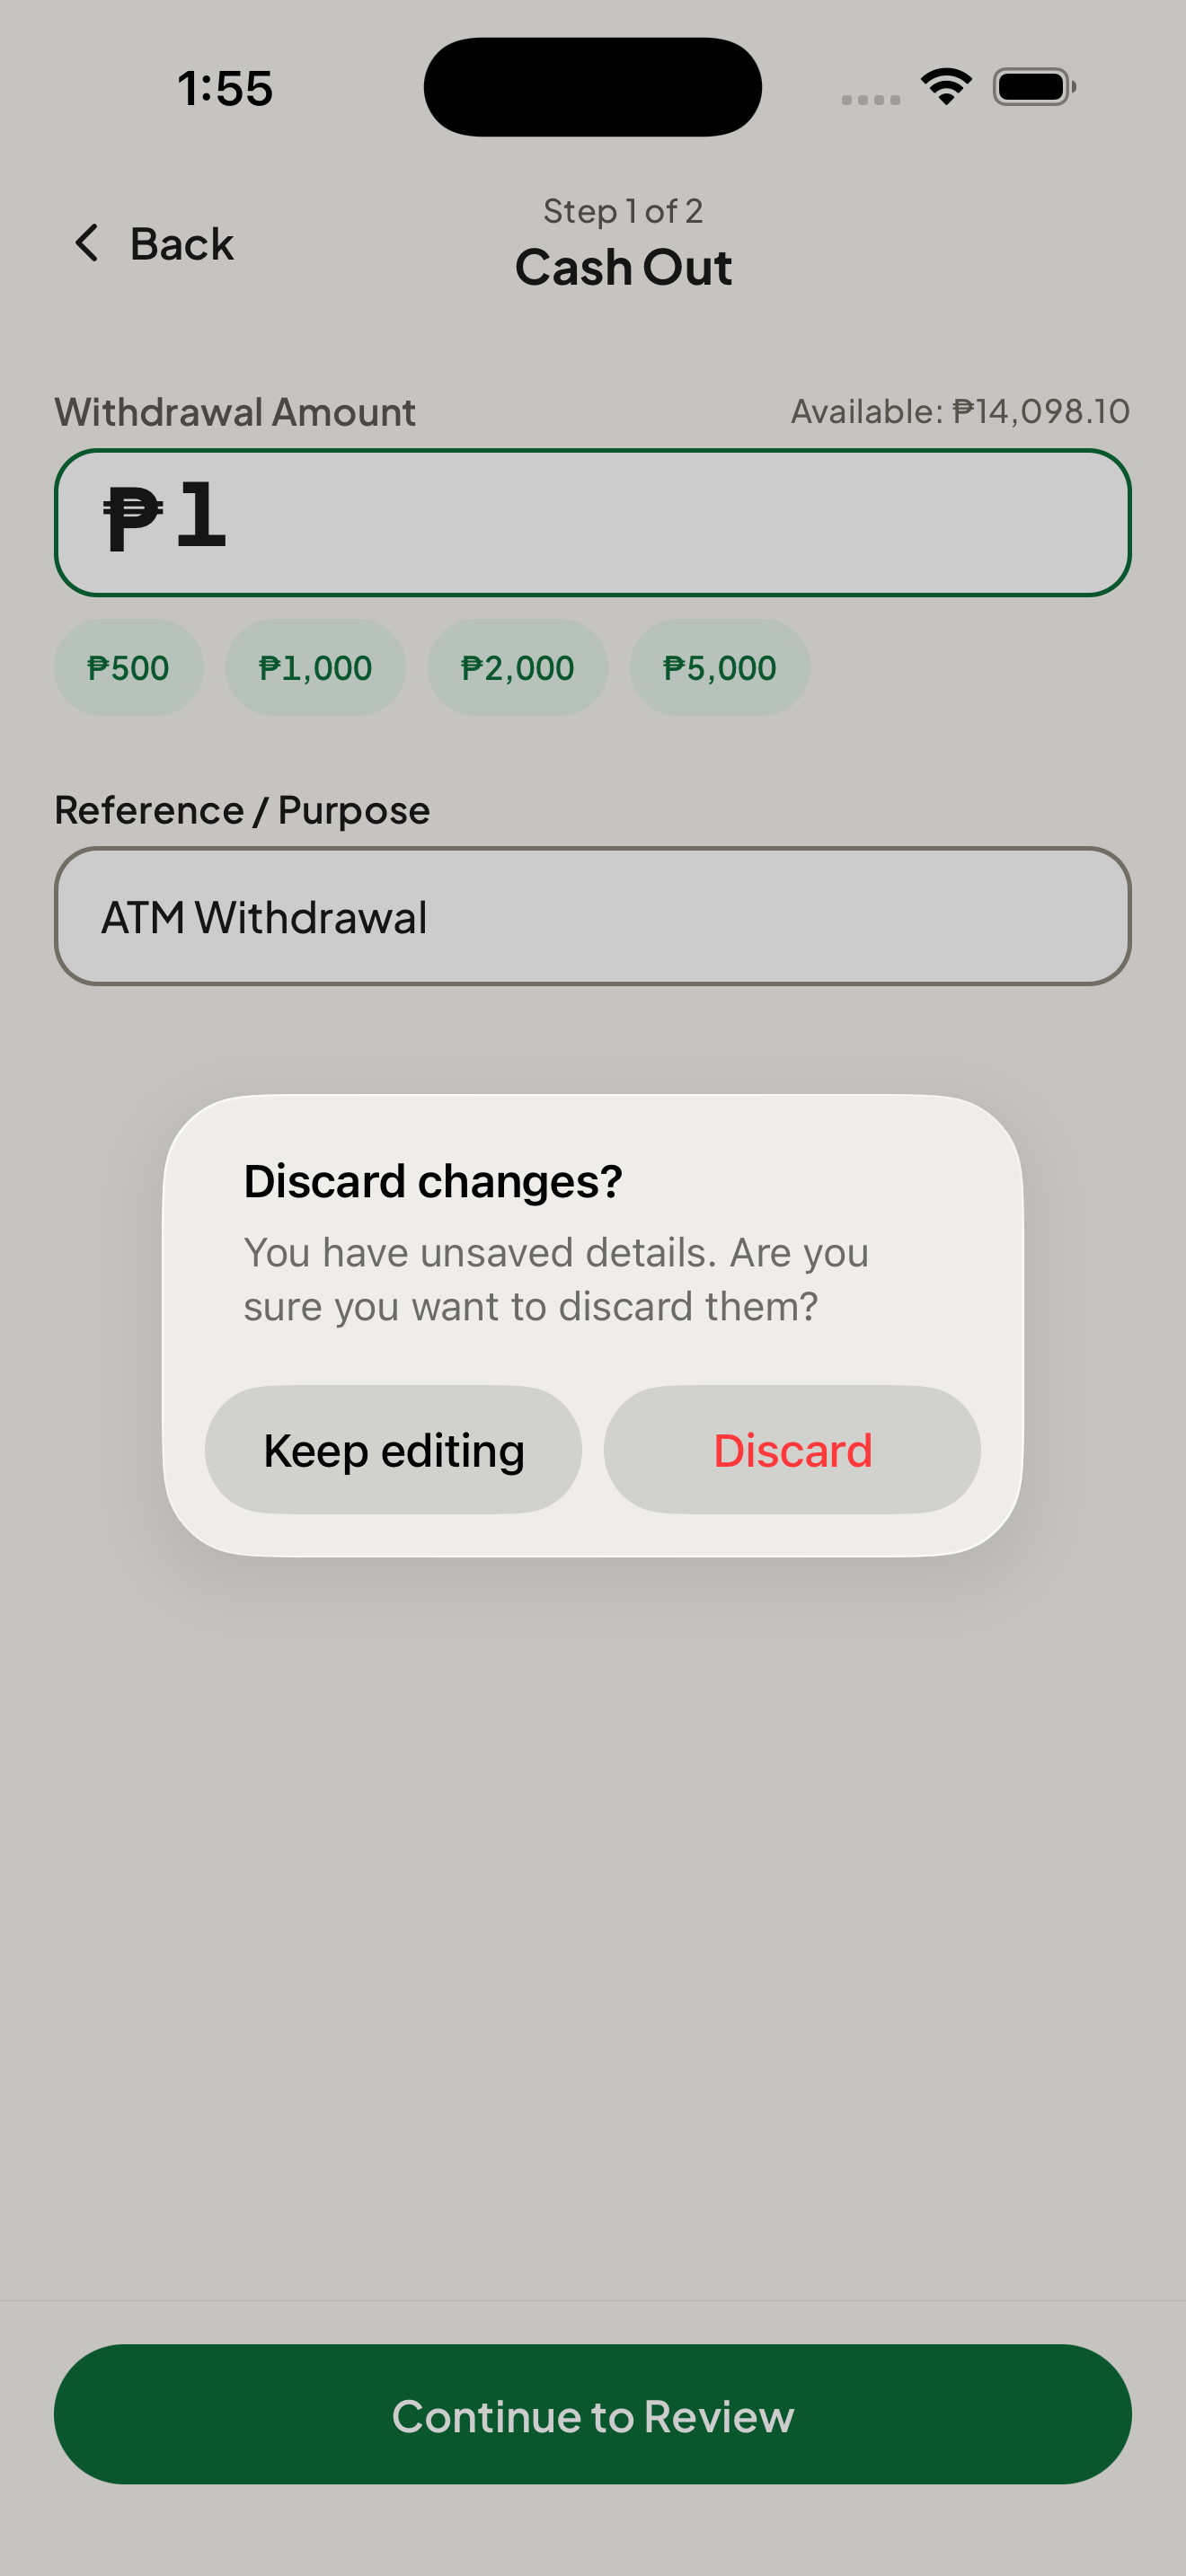 1:55
Back
Step 1 of 2
Cash Out
Withdrawal Amount
Available: ₱14,098.10
₱1
₱500
₱1,000
₱2,000
₱5,000
Reference / Purpose
ATM Withdrawal
Discard changes?
You have unsaved details. Are you
sure you want to discard them?
Keep editing
Discard
Continue to Review